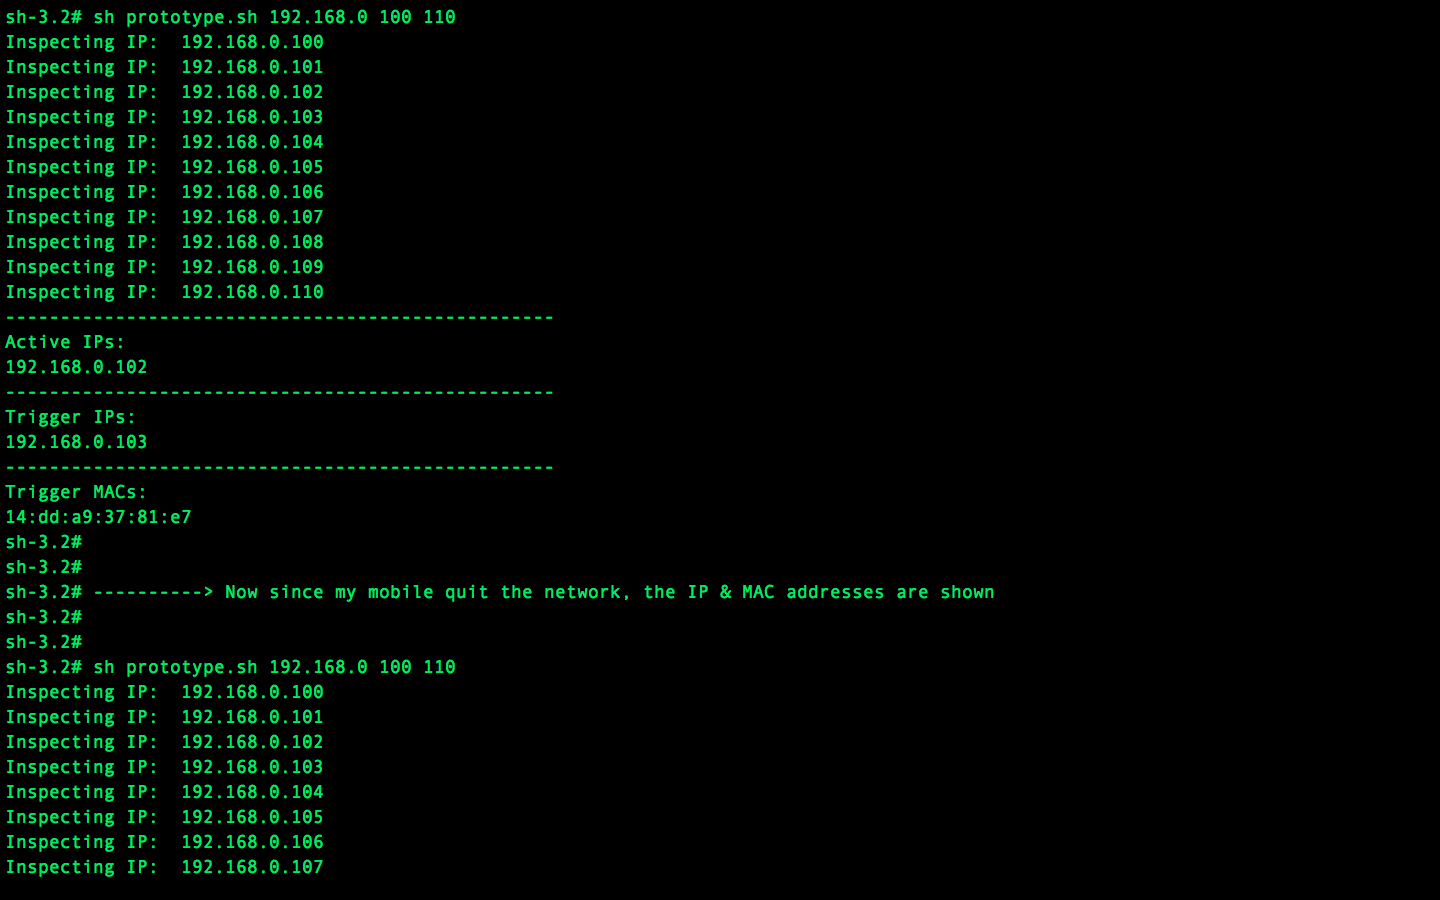 sh-3.2# sh prototype.sh 192.168.0 100 110
Inspecting IP:  192.168.0.100
Inspecting IP:  192.168.0.101
Inspecting IP:  192.168.0.102
Inspecting IP:  192.168.0.103
Inspecting IP:  192.168.0.104
Inspecting IP:  192.168.0.105
Inspecting IP:  192.168.0.106
Inspecting IP:  192.168.0.107
Inspecting IP:  192.168.0.108
Inspecting IP:  192.168.0.109
Inspecting IP:  192.168.0.110
--------------------------------------------------
Active IPs:
192.168.0.102
--------------------------------------------------
Trigger IPs:
192.168.0.103
--------------------------------------------------
Trigger MACs:
14:dd:a9:37:81:e7
sh-3.2#
sh-3.2#
sh-3.2# ----------> Now since my mobile quit the network, the IP & MAC addresses are shown
sh-3.2#
sh-3.2#
sh-3.2# sh prototype.sh 192.168.0 100 110
Inspecting IP:  192.168.0.100
Inspecting IP:  192.168.0.101
Inspecting IP:  192.168.0.102
Inspecting IP:  192.168.0.103
Inspecting IP:  192.168.0.104
Inspecting IP:  192.168.0.105
Inspecting IP:  192.168.0.106
Inspecting IP:  192.168.0.107